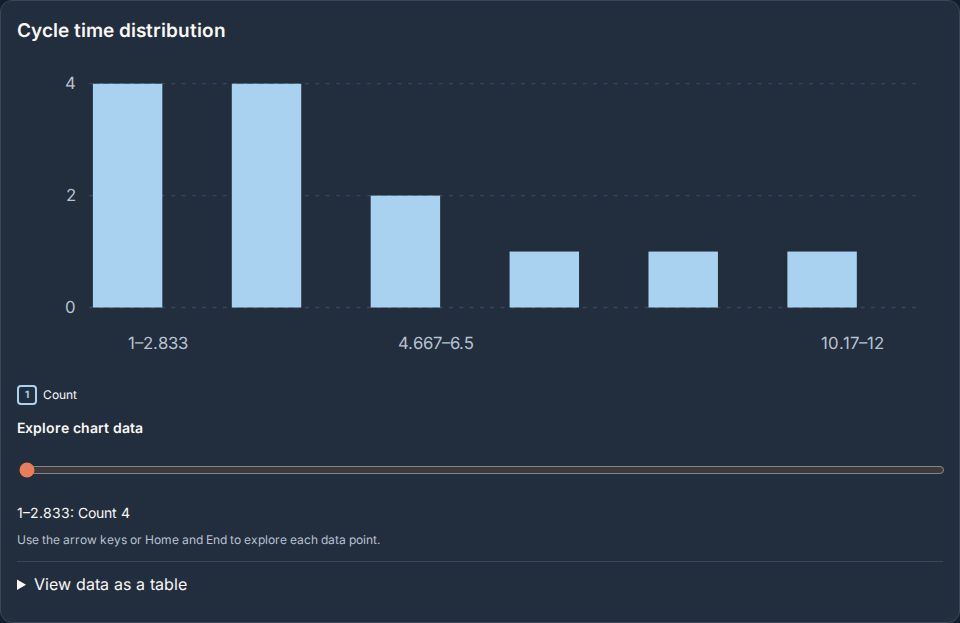 Cycle time distribution
4
2
0
1–2.833 4.667–6.5 10.17–12
1 Count
Explore chart data
1–2.833: Count 4
Use the arrow keys or Home and End to explore each data point.
View data as a table